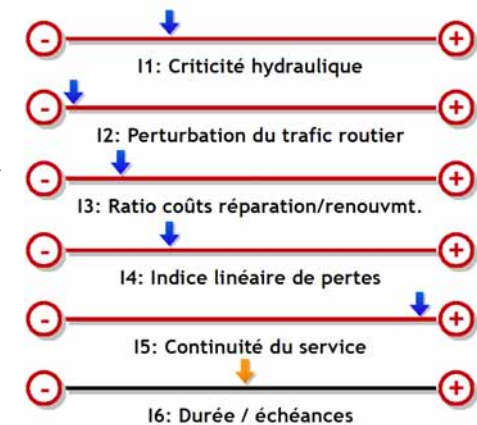 - +
I1: Criticité hydraulique
- +
I2: Perturbation du trafic routier
- +
I3: Ratio coûts réparation/renouvmt.
- +
I4: Indice linéaire de pertes
- +
I5: Continuité du service
- +
I6: Durée / échéances